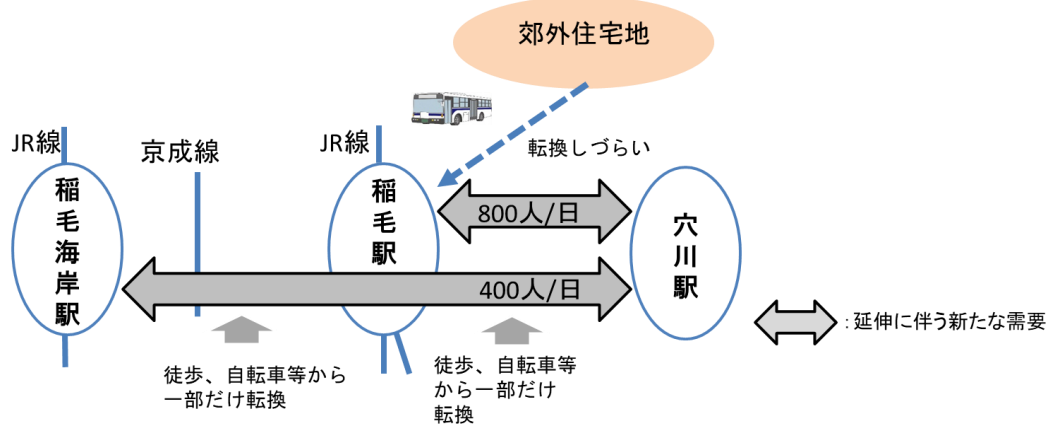 郊外住宅地
JR線
京成線
JR線
転換しづらい
稲毛海岸駅
稲毛駅
穴川駅
800人/日
400人/日
:延伸に伴う新たな需要
徒歩、自転車等から
一部だけ転換
徒歩、自転車等
から一部だけ
転換